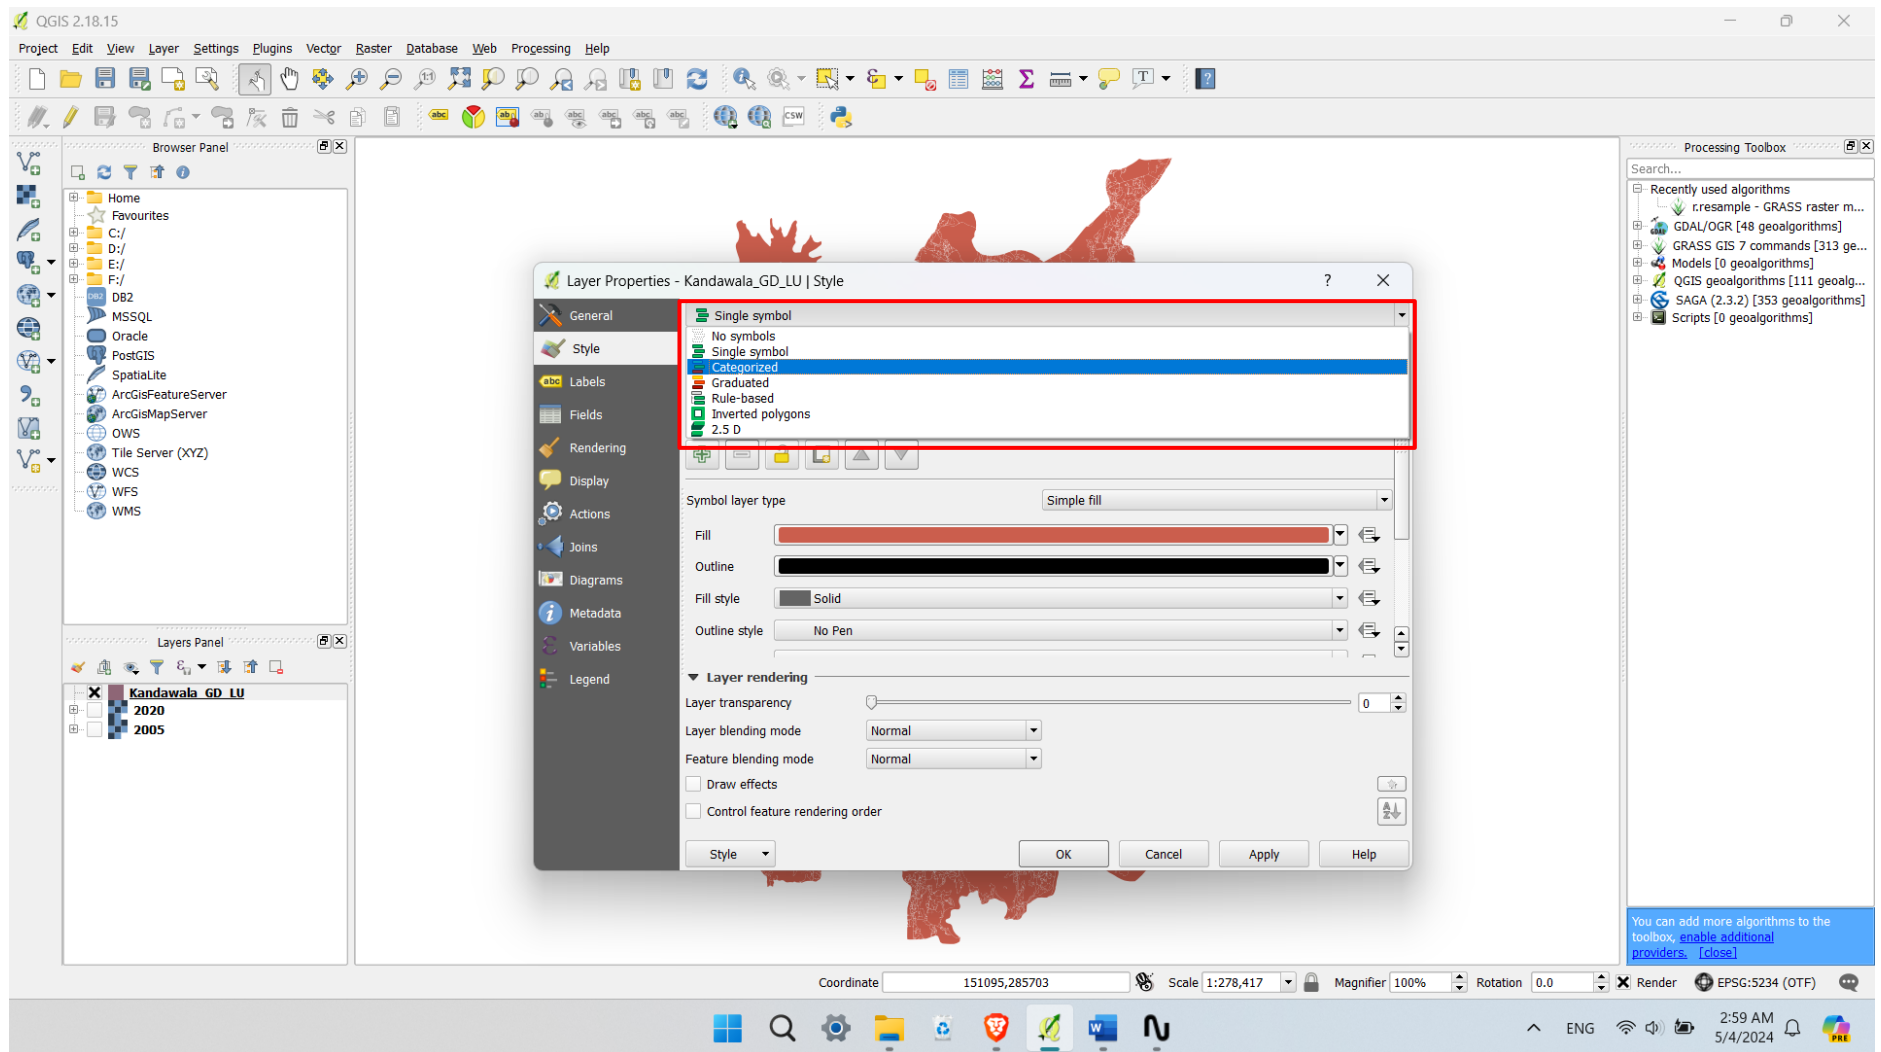 QGIS 2.18.15
Project Edit View Layer Settings Plugins Vector Raster Database Web Processing Help
Browser Panel
Home
Favourites
C:/
D:/
E:/
F:/
DB2
MSSQL
Oracle
PostGIS
SpatiaLite
ArcGisFeatureServer
ArcGisMapServer
OWS
Tile Server (XYZ)
WCS
WFS
WMS
Layers Panel
Kandawala_GD_LU
2020
2005
Layer Properties - Kandawala_GD_LU | Style
General
Style
Labels
Fields
Rendering
Display
Actions
Joins
Diagrams
Metadata
Variables
Legend
Single symbol
No symbols
Single symbol
Categorized
Graduated
Rule-based
Inverted polygons
2.5 D
Symbol layer type Simple fill
Fill
Outline
Fill style Solid
Outline style No Pen
Layer rendering
Layer transparency 0
Layer blending mode Normal
Feature blending mode Normal
Draw effects
Control feature rendering order
Style OK Cancel Apply Help
Processing Toolbox
Search...
Recently used algorithms
r.resample - GRASS raster m...
GDAL/OGR [48 geoalgorithms]
GRASS GIS 7 commands [313 ge...
Models [0 geoalgorithms]
QGIS geoalgorithms [111 geoalg...
SAGA (2.3.2) [353 geoalgorithms]
Scripts [0 geoalgorithms]
You can add more algorithms to the
toolbox, enable additional
providers. [close]
Coordinate 151095,285703 Scale 1:278,417 Magnifier 100% Rotation 0.0 Render EPSG:5234 (OTF)
ENG
2:59 AM
5/4/2024
PRE